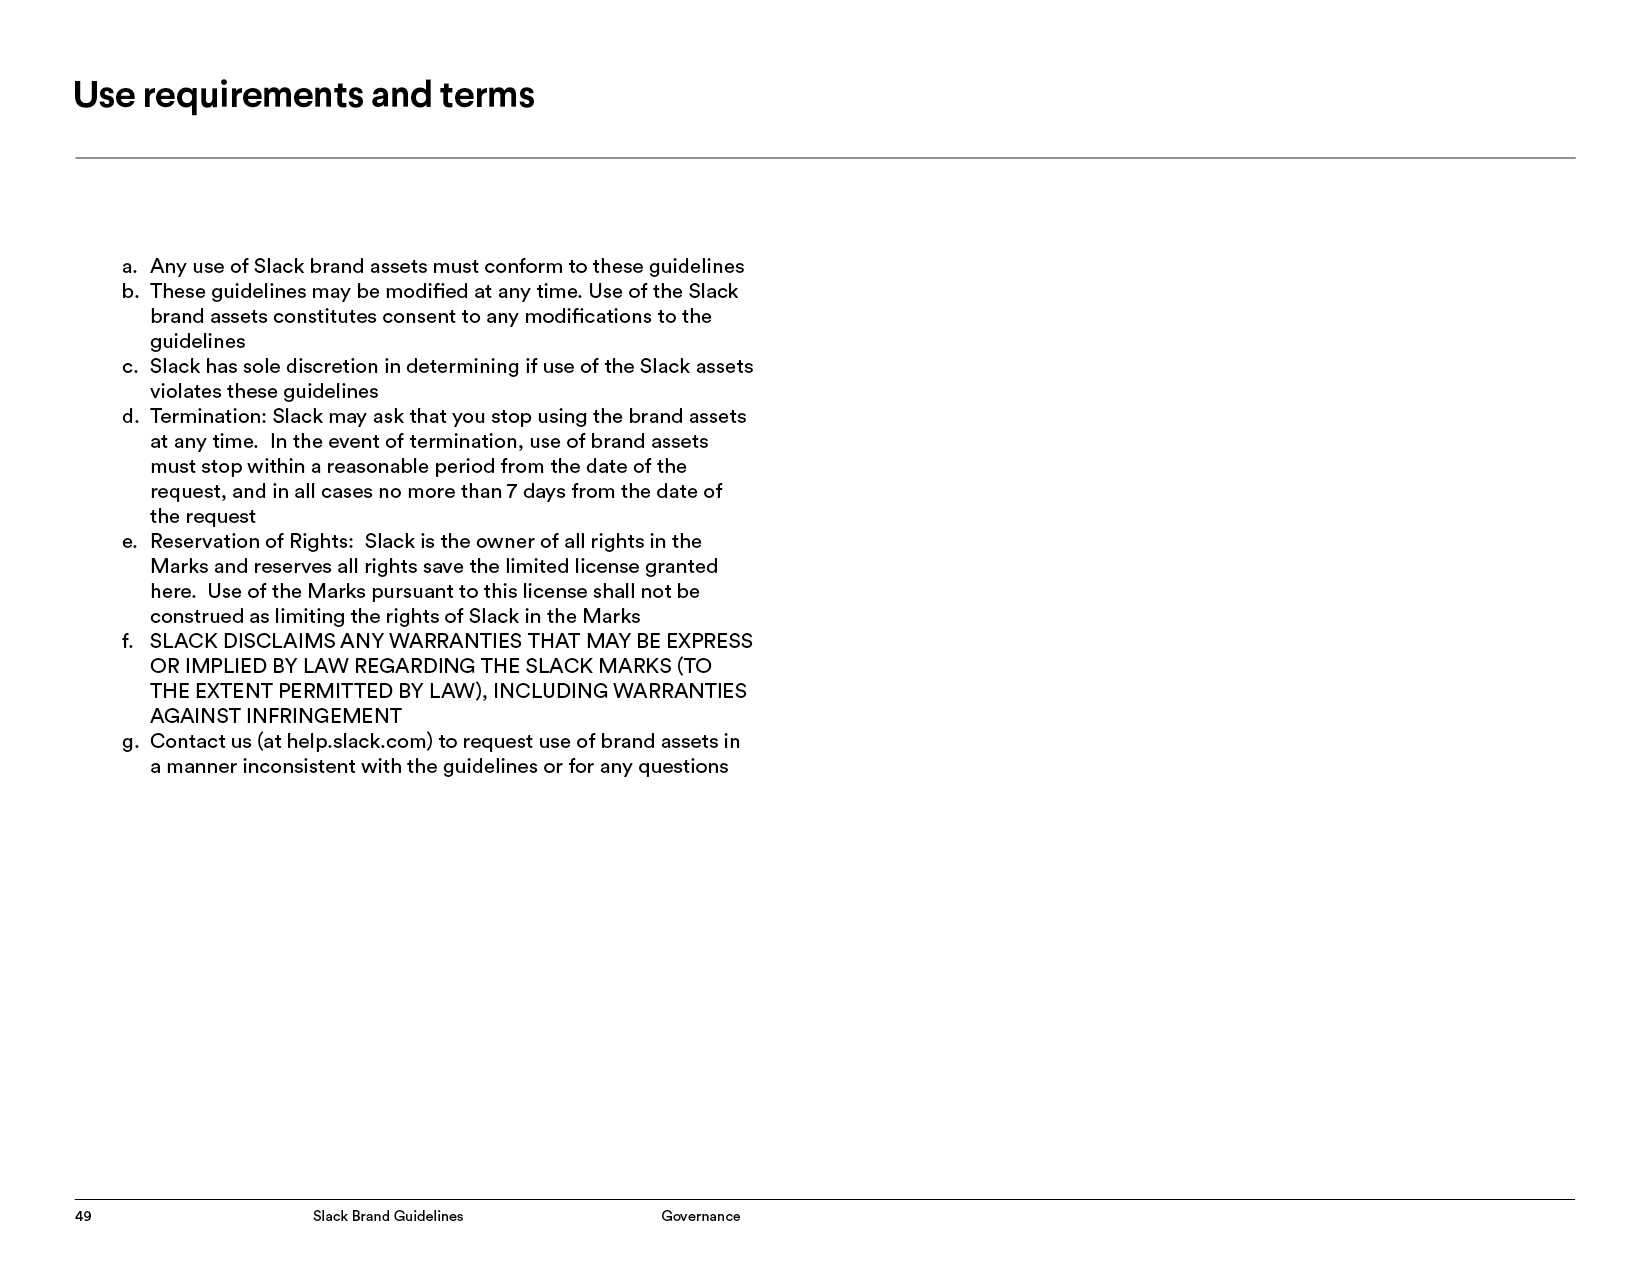 Use requirements and terms
a. Any use of Slack brand assets must conform to these guidelines
b. These guidelines may be modified at any time. Use of the Slack
brand assets constitutes consent to any modifications to the
guidelines
c. Slack has sole discretion in determining if use of the Slack assets
violates these guidelines
d. Termination: Slack may ask that you stop using the brand assets
at any time.  In the event of termination, use of brand assets
must stop within a reasonable period from the date of the
request, and in all cases no more than 7 days from the date of
the request
e. Reservation of Rights:  Slack is the owner of all rights in the
Marks and reserves all rights save the limited license granted
here.  Use of the Marks pursuant to this license shall not be
construed as limiting the rights of Slack in the Marks
f. SLACK DISCLAIMS ANY WARRANTIES THAT MAY BE EXPRESS
OR IMPLIED BY LAW REGARDING THE SLACK MARKS (TO
THE EXTENT PERMITTED BY LAW), INCLUDING WARRANTIES
AGAINST INFRINGEMENT
g. Contact us (at help.slack.com) to request use of brand assets in
a manner inconsistent with the guidelines or for any questions
49 Slack Brand Guidelines Governance